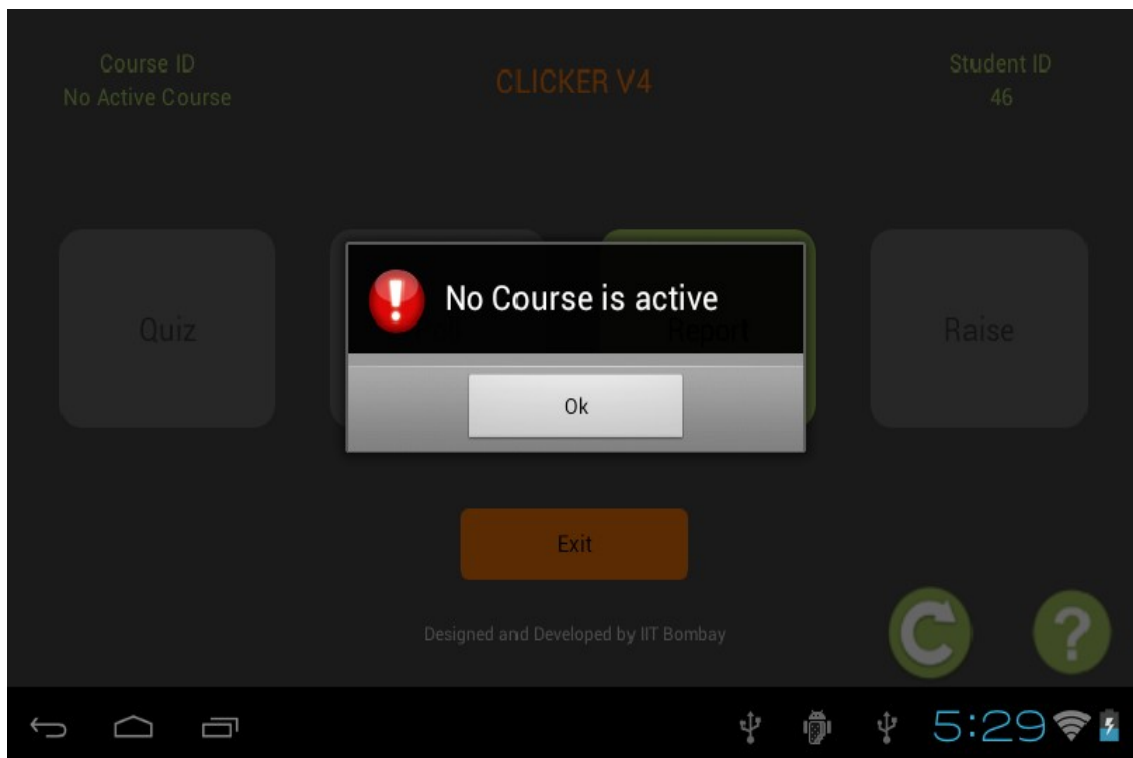 Course ID
No Active Course
CLICKER V4
Student ID
46
No Course is active
Quiz
Report
Raise
Ok
Exit
Designed and Developed by IIT Bombay
5:29